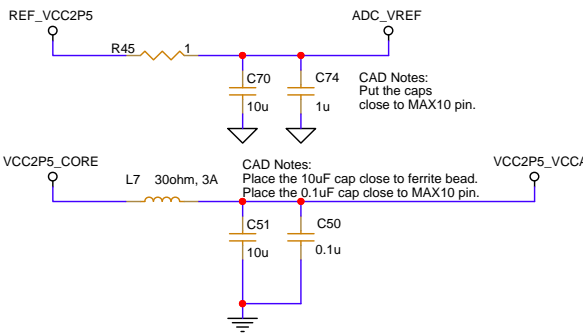 REF_VCC2P5
ADC_VREF
R45
1
C70
10u
C74
1u
CAD Notes:
Put the caps
close to MAX10 pin.
VCC2P5_CORE
VCC2P5_VCCA
L7
30ohm, 3A
CAD Notes:
Place the 10uF cap close to ferrite bead.
Place the 0.1uF cap close to MAX10 pin.
C51
10u
C50
0.1u